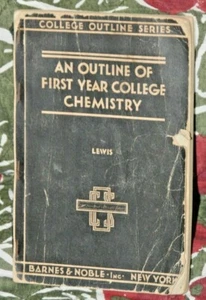 COLLEGE OUTLINE SERIES
AN OUTLINE OF
FIRST YEAR COLLEGE
CHEMISTRY
LEWIS
BARNES & NOBLE · INC · NEW YORK